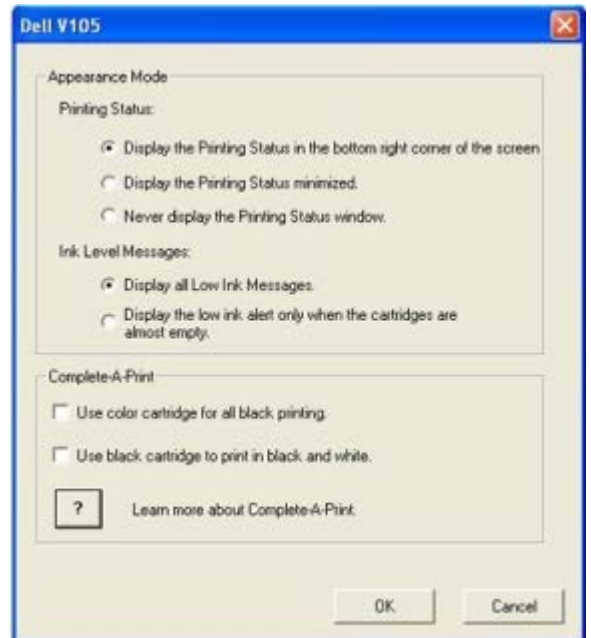 Dell V105
Appearance Mode
Printing Status:
Display the Printing Status in the bottom right corner of the screen
Display the Printing Status minimized.
Never display the Printing Status window.
Ink Level Messages:
Display all Low Ink Messages.
Display the low ink alert only when the cartridges are
almost empty.
Complete-A-Print
Use color cartridge for all black printing.
Use black cartridge to print in black and white.
?
Learn more about Complete-A-Print.
OK
Cancel